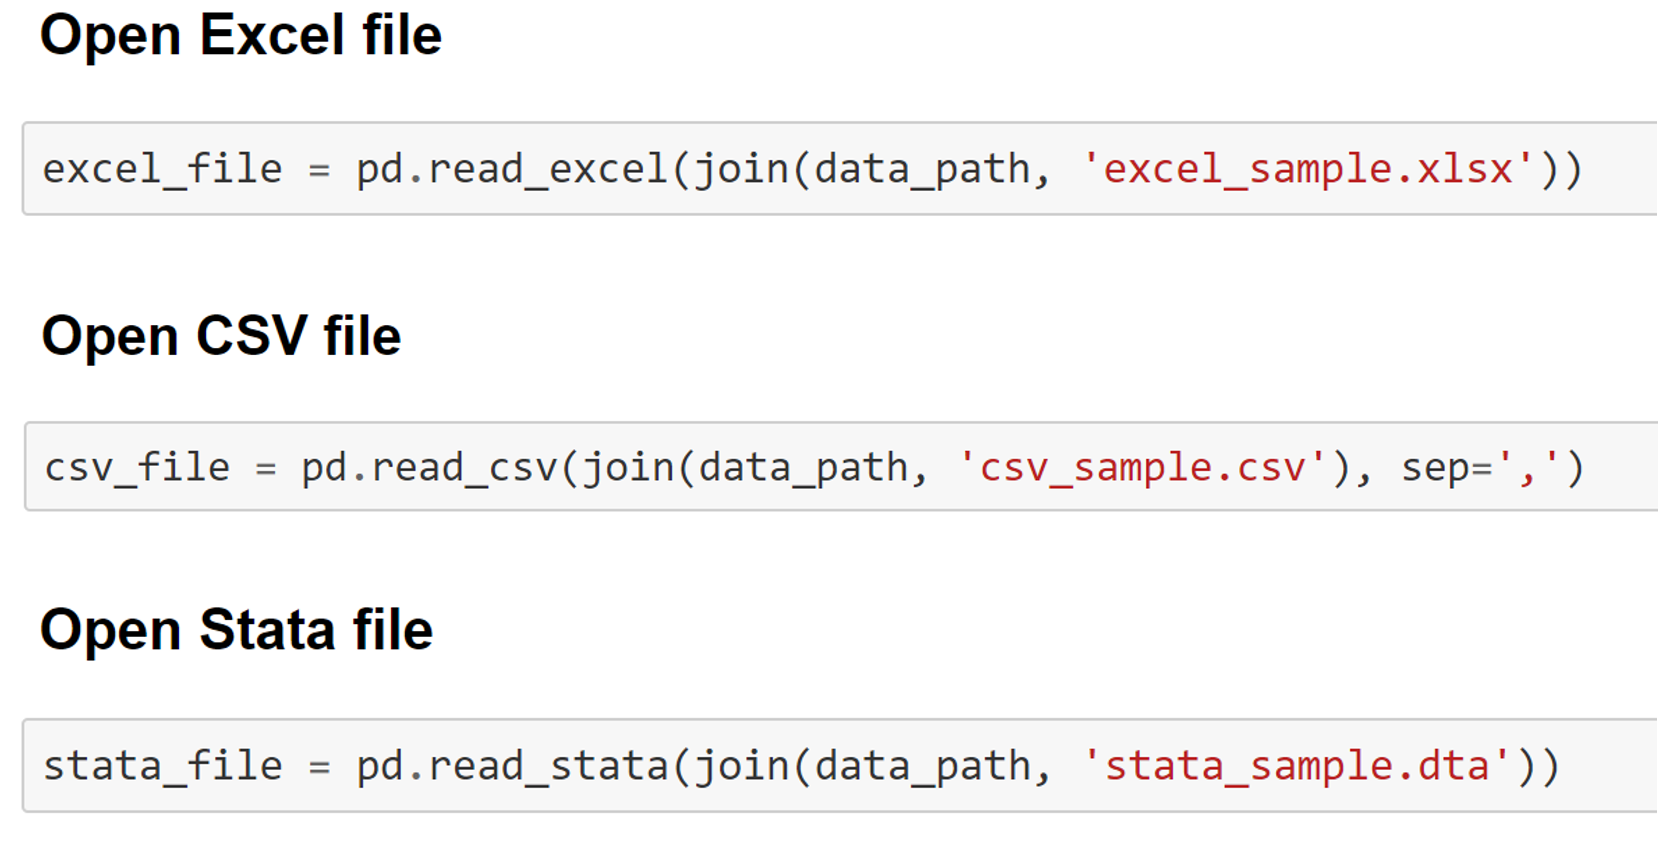 Open Excel file
excel_file = pd.read_excel(join(data_path, 'excel_sample.xlsx'))
Open CSV file
csv_file = pd.read_csv(join(data_path, 'csv_sample.csv'), sep=',')
Open Stata file
stata_file = pd.read_stata(join(data_path, 'stata_sample.dta'))